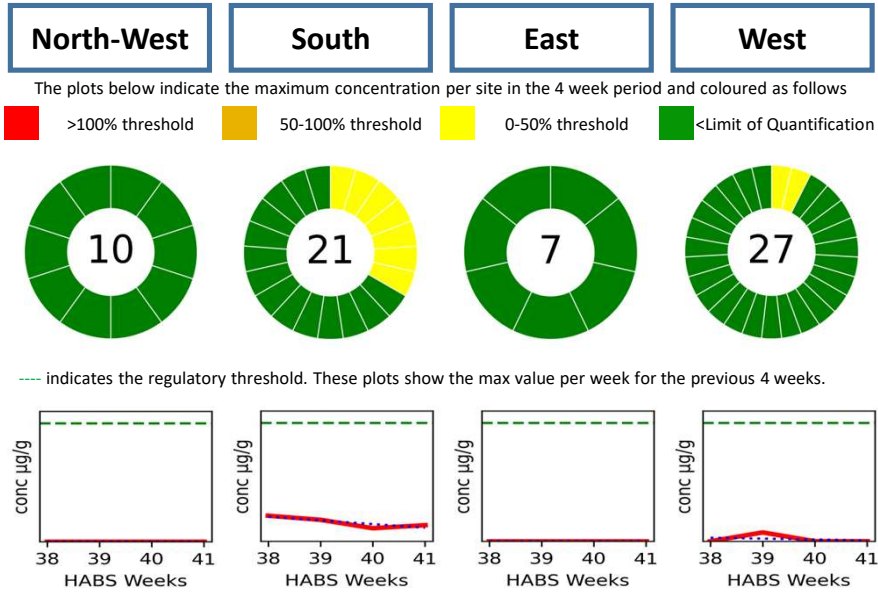 North-West South East West
The plots below indicate the maximum concentration per site in the 4 week period and coloured as follows
>100% threshold 50-100% threshold 0-50% threshold <Limit of Quantification
10 21 7 27
---- indicates the regulatory threshold. These plots show the max value per week for the previous 4 weeks.
conc µg/g conc µg/g conc µg/g conc µg/g
38 39 40 41 38 39 40 41 38 39 40 41 38 39 40 41
HABS Weeks HABS Weeks HABS Weeks HABS Weeks